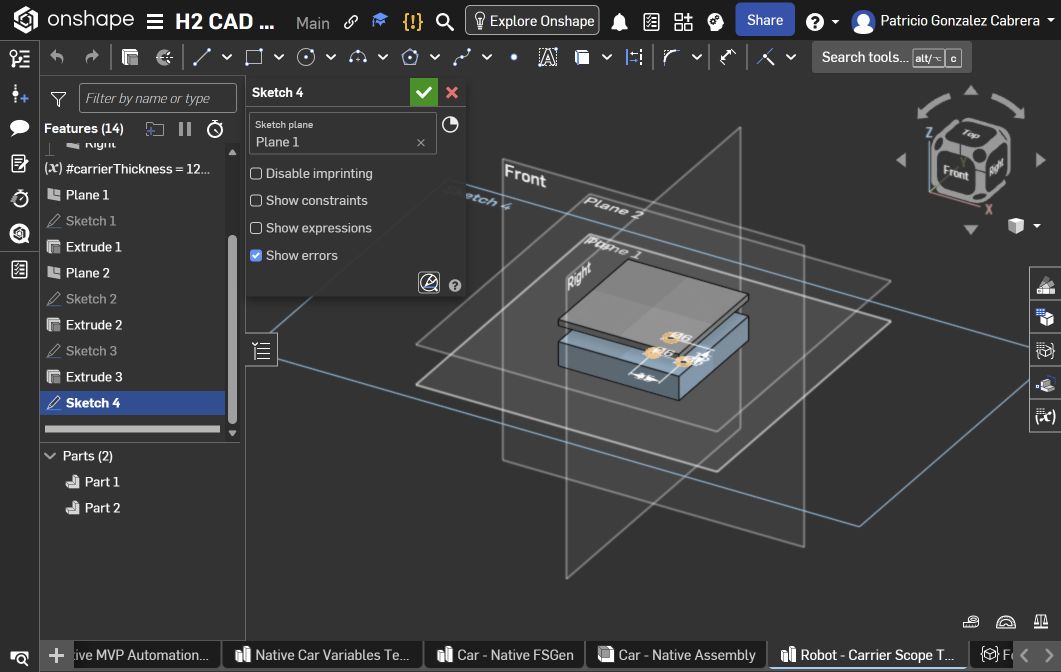 onshape
H2 CAD ...
Main
Explore Onshape
Share
Patricio Gonzalez Cabrera
Search tools... alt/⌥ c
Filter by name or type
Features (14)
Right
(x) #carrierThickness = 12...
Plane 1
Sketch 1
Extrude 1
Plane 2
Sketch 2
Extrude 2
Sketch 3
Extrude 3
Sketch 4
Parts (2)
Part 1
Part 2
Sketch 4
Sketch plane
Plane 1
Disable imprinting
Show constraints
Show expressions
Show errors
Front
Sketch 4
Plane 2
Plane 1
Right
Ø6
Ø6
Top
Front
Right
Z
Y
X
ive MVP Automation...
Native Car Variables Te...
Car - Native FSGen
Car - Native Assembly
Robot - Carrier Scope T...